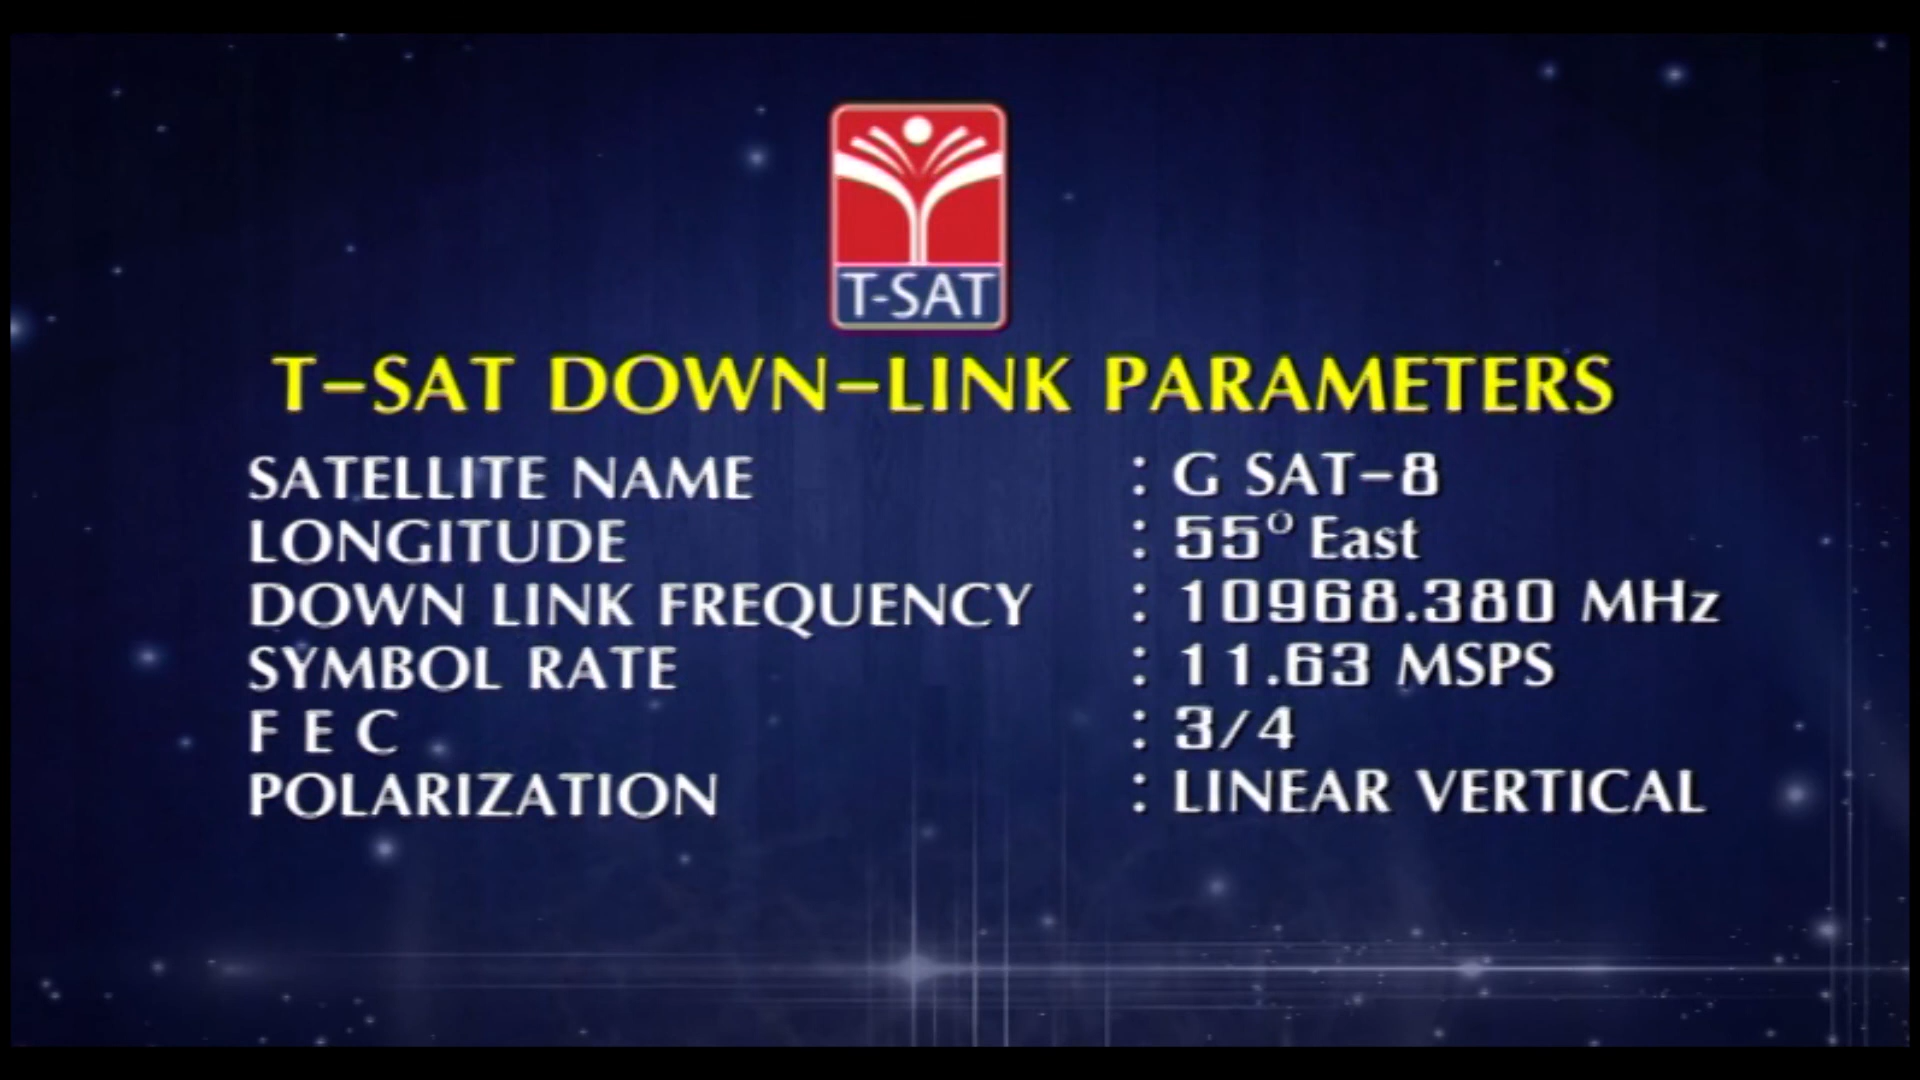 T-SAT
T-SAT DOWN-LINK PARAMETERS
SATELLITE NAME : G SAT-8
LONGITUDE : 55° East
DOWN LINK FREQUENCY : 10968.380 MHz
SYMBOL RATE : 11.63 MSPS
F E C : 3/4
POLARIZATION : LINEAR VERTICAL